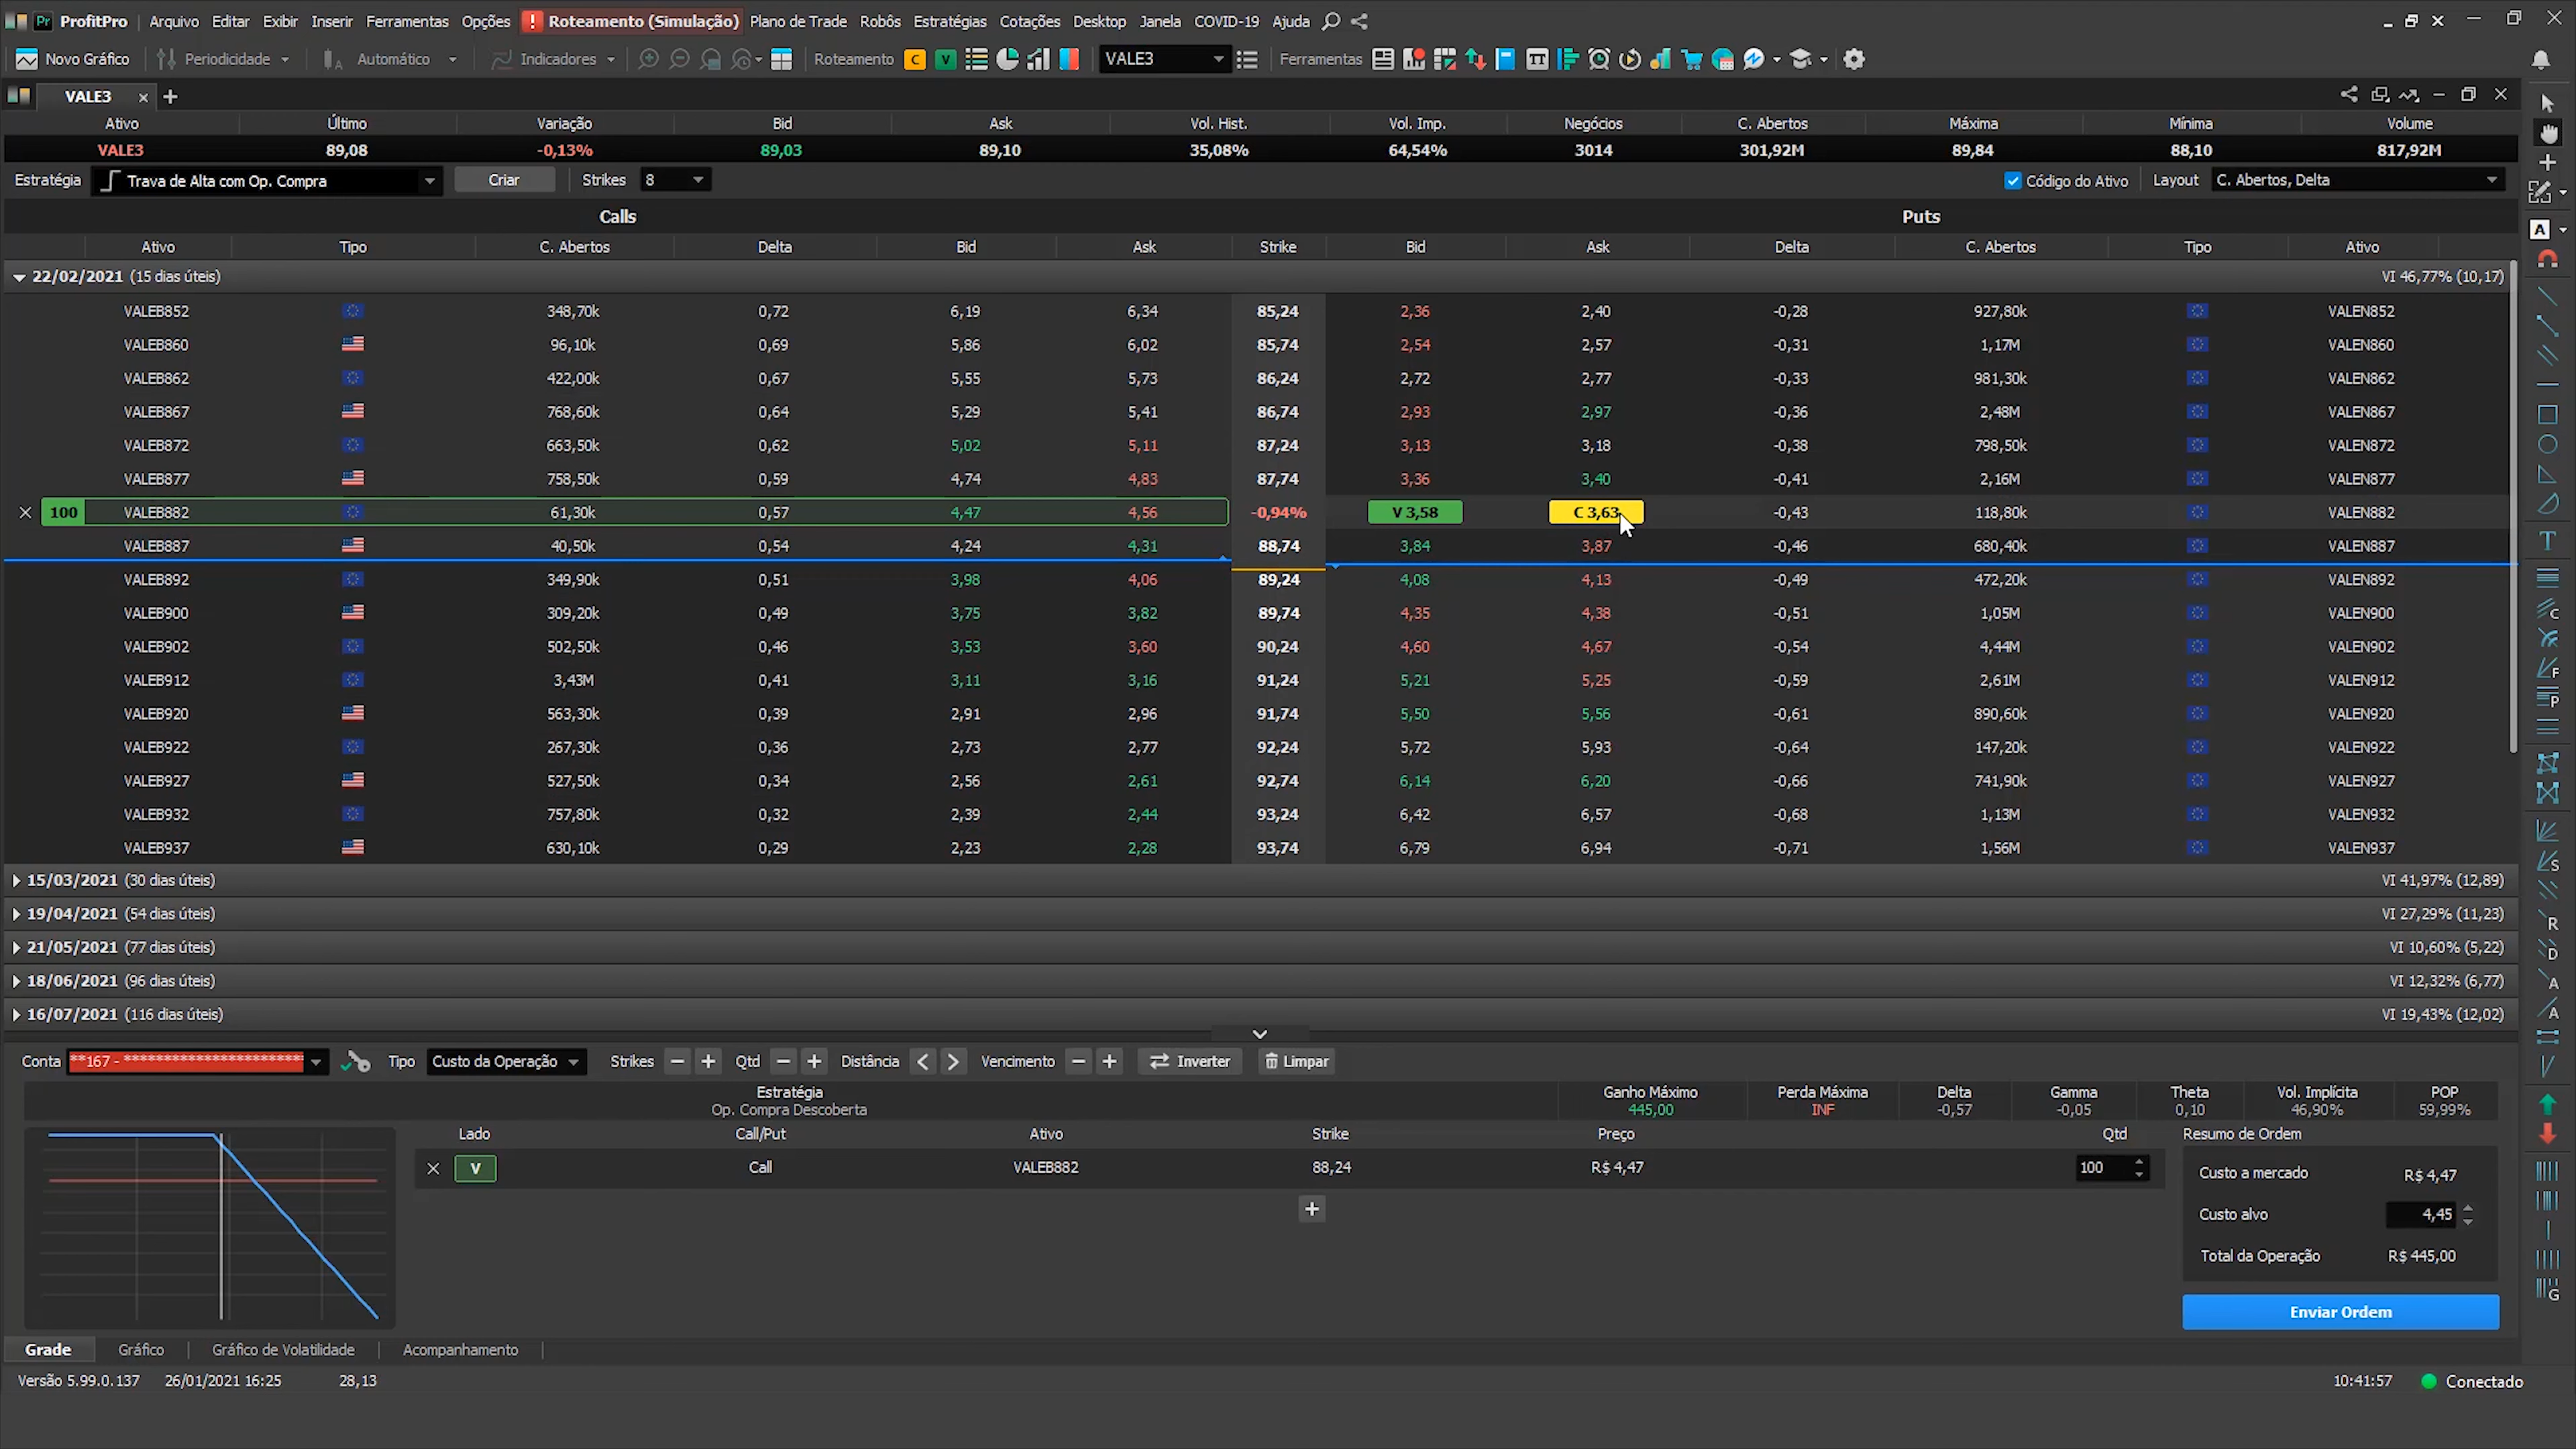 Pr ProfitPro Arquivo Editar Exibir Inserir Ferramentas Opções ! Roteamento (Simulação) Plano de Trade Robôs Estratégias Cotações Desktop Janela COVID-19 Ajuda
Novo Gráfico Periodicidade Automático Indicadores Roteamento C V VALE3 Ferramentas
VALE3
Ativo Último Variação Bid Ask Vol. Hist. Vol. Imp. Negócios C. Abertos Máxima Mínima Volume
VALE3 89,08 -0,13% 89,03 89,10 35,08% 64,54% 3014 301,92M 89,84 88,10 817,92M
Estratégia Trava de Alta com Op. Compra Criar Strikes 8 Código do Ativo Layout C. Abertos, Delta
Calls Puts
Ativo Tipo C. Abertos Delta Bid Ask Strike Bid Ask Delta C. Abertos Tipo Ativo
22/02/2021 (15 dias úteis) VI 46,77% (10,17)
VALEB852 348,70k 0,72 6,19 6,34 85,24 2,36 2,40 -0,28 927,80k VALEN852
VALEB860 96,10k 0,69 5,86 6,02 85,74 2,54 2,57 -0,31 1,17M VALEN860
VALEB862 422,00k 0,67 5,55 5,73 86,24 2,72 2,77 -0,33 981,30k VALEN862
VALEB867 768,60k 0,64 5,29 5,41 86,74 2,93 2,97 -0,36 2,48M VALEN867
VALEB872 663,50k 0,62 5,02 5,11 87,24 3,13 3,18 -0,38 798,50k VALEN872
VALEB877 758,50k 0,59 4,74 4,83 87,74 3,36 3,40 -0,41 2,16M VALEN877
100 VALEB882 61,30k 0,57 4,47 4,56 -0,94% V 3,58 C 3,63 -0,43 118,80k VALEN882
VALEB887 40,50k 0,54 4,24 4,31 88,74 3,84 3,87 -0,46 680,40k VALEN887
VALEB892 349,90k 0,51 3,98 4,06 89,24 4,08 4,13 -0,49 472,20k VALEN892
VALEB900 309,20k 0,49 3,75 3,82 89,74 4,35 4,38 -0,51 1,05M VALEN900
VALEB902 502,50k 0,46 3,53 3,60 90,24 4,60 4,67 -0,54 4,44M VALEN902
VALEB912 3,43M 0,41 3,11 3,16 91,24 5,21 5,25 -0,59 2,61M VALEN912
VALEB920 563,30k 0,39 2,91 2,96 91,74 5,50 5,56 -0,61 890,60k VALEN920
VALEB922 267,30k 0,36 2,73 2,77 92,24 5,72 5,93 -0,64 147,20k VALEN922
VALEB927 527,50k 0,34 2,56 2,61 92,74 6,14 6,20 -0,66 741,90k VALEN927
VALEB932 757,80k 0,32 2,39 2,44 93,24 6,42 6,57 -0,68 1,13M VALEN932
VALEB937 630,10k 0,29 2,23 2,28 93,74 6,79 6,94 -0,71 1,56M VALEN937
15/03/2021 (30 dias úteis) VI 41,97% (12,89)
19/04/2021 (54 dias úteis) VI 27,29% (11,23)
21/05/2021 (77 dias úteis) VI 10,60% (5,22)
18/06/2021 (96 dias úteis) VI 12,32% (6,77)
16/07/2021 (116 dias úteis) VI 19,43% (12,02)
Conta **167 - ************************ Tipo Custo da Operação Strikes Qtd Distância Vencimento Inverter Limpar
Estratégia Ganho Máximo Perda Máxima Delta Gamma Theta Vol. Implícita POP
Op. Compra Descoberta 445,00 INF -0,57 -0,05 0,10 46,90% 59,99%
Lado Call/Put Ativo Strike Preço Qtd Resumo de Ordem
V Call VALEB882 88,24 R$ 4,47 100 Custo a mercado R$ 4,47
Custo alvo 4,45
Total da Operação R$ 445,00
Enviar Ordem
Grade Gráfico Gráfico de Volatilidade Acompanhamento
Versão 5.99.0.137 26/01/2021 16:25 28,13 10:41:57 Conectado